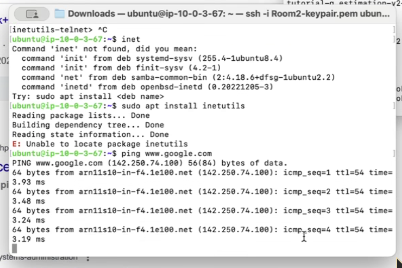 tutorial-n estimation-v2
Downloads — ubuntu@ip-10-0-3-67: ~ — ssh -i Room2-keypair.pem ubun...
inetutils-telnet> ^C
ubuntu@ip-10-0-3-67:~$ inet
Command 'inet' not found, did you mean:
command 'init' from deb systemd-sysv (255.4-1ubuntu8.4)
command 'init' from deb finit-sysv (4.2-1)
command 'net' from deb samba-common-bin (2:4.18.6+dfsg-1ubuntu2.2)
command 'inetd' from deb openbsd-inetd (0.20221205-3)
Try: sudo apt install <deb name>
ubuntu@ip-10-0-3-67:~$ sudo apt install inetutils
Reading package lists... Done
Building dependency tree... Done
Reading state information... Done
E: Unable to locate package inetutils
ubuntu@ip-10-0-3-67:~$ ping www.google.com
PING www.google.com (142.250.74.100) 56(84) bytes of data.
64 bytes from arn11s10-in-f4.1e100.net (142.250.74.100): icmp_seq=1 ttl=54 time=
3.93 ms
64 bytes from arn11s10-in-f4.1e100.net (142.250.74.100): icmp_seq=2 ttl=54 time=
3.48 ms
64 bytes from arn11s10-in-f4.1e100.net (142.250.74.100): icmp_seq=3 ttl=54 time=
3.24 ms
64 bytes from arn11s10-in-f4.1e100.net (142.250.74.100): icmp_seq=4 ttl=54 time=
3.19 ms
ystems-administration